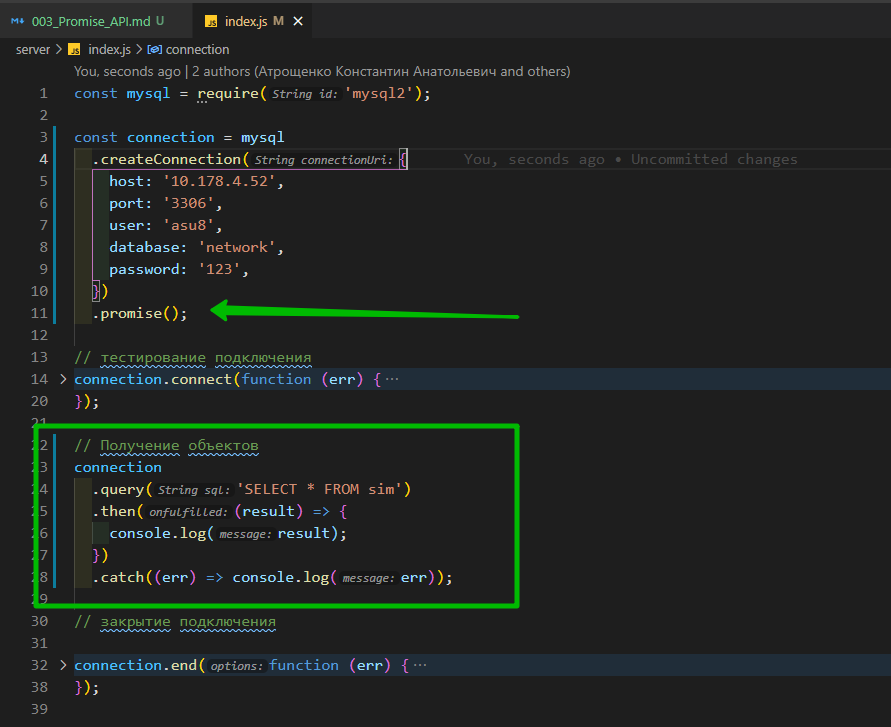 003_Promise_API.md U
JS index.js M ×
server > JS index.js > connection
You, seconds ago | 2 authors (Атрощенко Константин Анатольевич and others)
1 const mysql = require( String id: 'mysql2');
2
3 const connection = mysql
4 .createConnection( String connectionUri: { You, seconds ago • Uncommitted changes
5 host: '10.178.4.52',
6 port: '3306',
7 user: 'asu8',
8 database: 'network',
9 password: '123',
10 })
11 .promise();
12
13 // тестирование подключения
14 > connection.connect(function (err) { ···
20 });
21
22 // Получение объектов
23 connection
24 .query( String sql: 'SELECT * FROM sim')
25 .then( onfulfilled: (result) => {
26 console.log( message: result);
27 })
28 .catch((err) => console.log( message: err));
29
30 // закрытие подключения
31
32 > connection.end( options: function (err) { ···
38 });
39